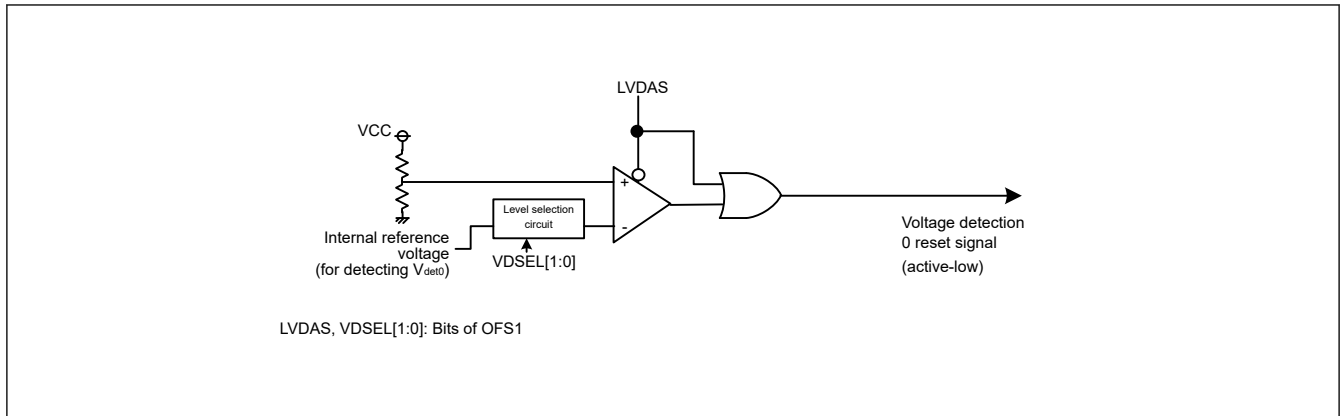 LVDAS
VCC
+
Level selection
circuit
-
Internal reference
voltage
(for detecting Vdet0)
VDSEL[1:0]
Voltage detection
0 reset signal
(active-low)
LVDAS, VDSEL[1:0]: Bits of OFS1